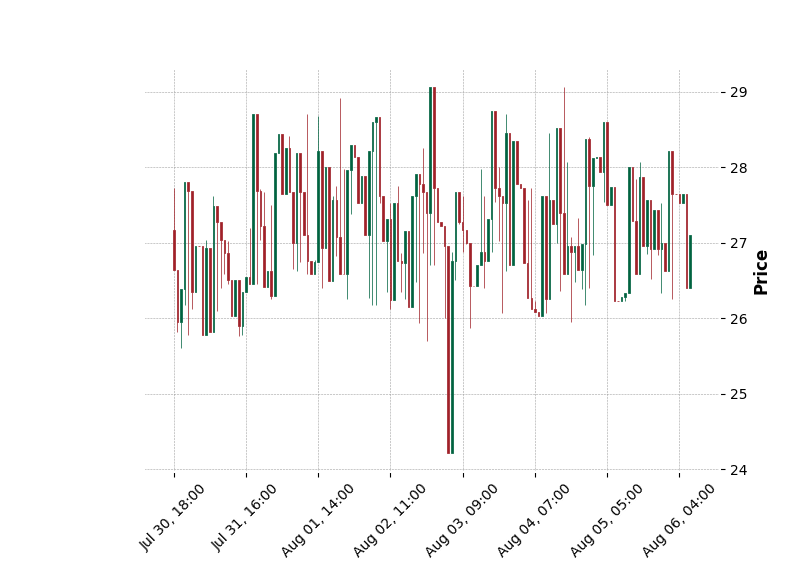 29
28
27
26
25
24
Price
Jul 30, 18:00
Jul 31, 16:00
Aug 01, 14:00
Aug 02, 11:00
Aug 03, 09:00
Aug 04, 07:00
Aug 05, 05:00
Aug 06, 04:00